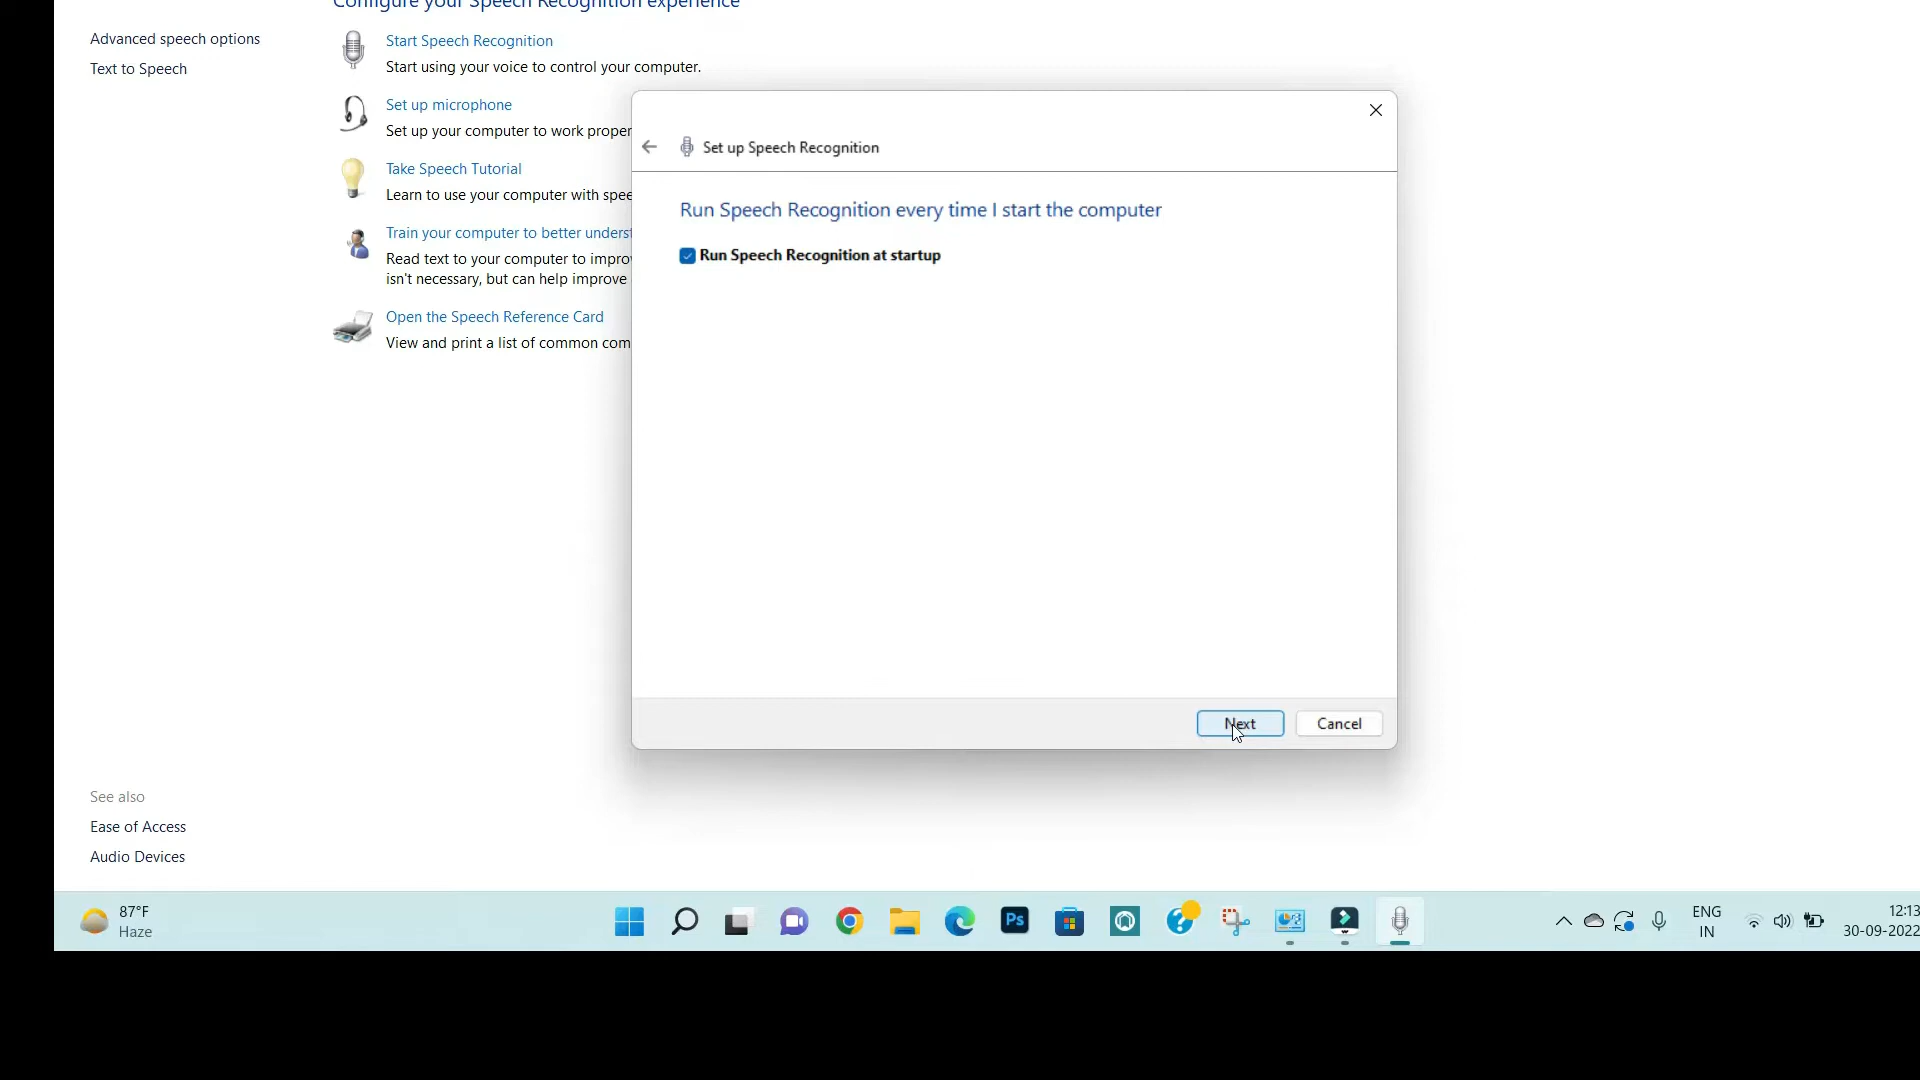 Configure your Speech Recognition experience
Advanced speech options
Text to Speech
Start Speech Recognition
Start using your voice to control your computer.
Set up microphone
Set up your computer to work proper
Take Speech Tutorial
Learn to use your computer with spee
Train your computer to better underst
Read text to your computer to impro
isn't necessary, but can help improve
Open the Speech Reference Card
View and print a list of common com
Set up Speech Recognition
Run Speech Recognition every time I start the computer
Run Speech Recognition at startup
Next
Cancel
See also
Ease of Access
Audio Devices
87°F
Haze
Ps
ENG
IN
12:13
30-09-2022